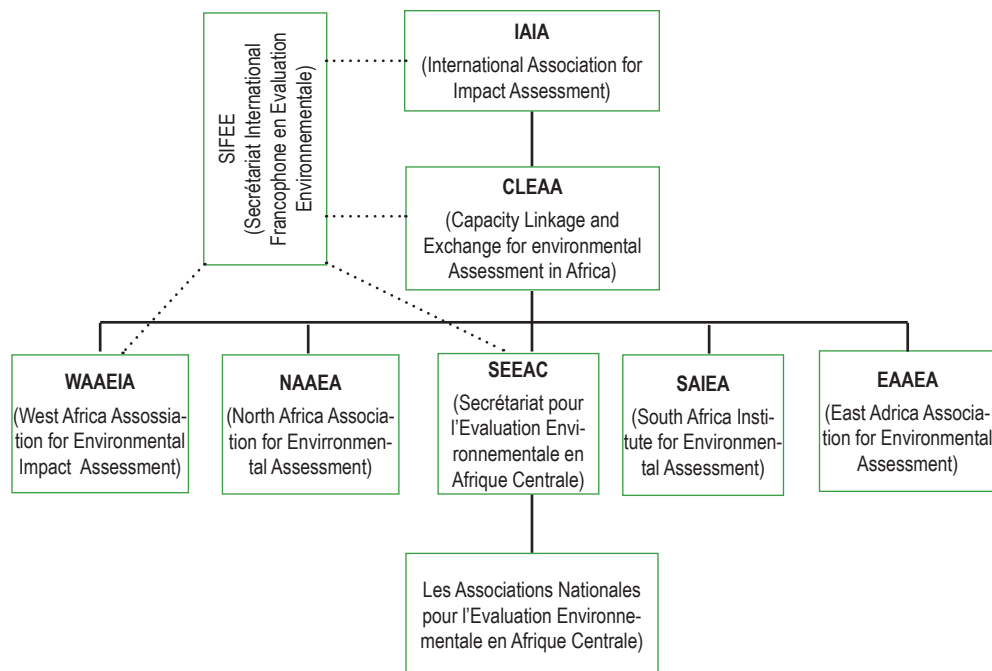 SIFEE
(Secrétariat International
Francophone en Evaluation
Environnementale)
IAIA
(International Association for
Impact Assessment)
CLEAA
(Capacity Linkage and
Exchange for environmental
Assessment in Africa)
WAAEIA
(West Africa Assossia-
tion for Environmental
Impact Assessment)
NAAEA
(North Africa Associa-
tion for Envirronmen-
tal Assessment)
SEEAC
(Secrétariat pour
l'Evaluation Envi-
ronnementale en
Afrique Centrale)
SAIEA
(South Africa Insti-
tute for Environmen-
tal Assessment)
EAAEA
(East Adrica Associa-
tion for Environmental
Assessment)
Les Associations Nationales
pour l'Evaluation Environne-
mentale en Afrique Centrale)